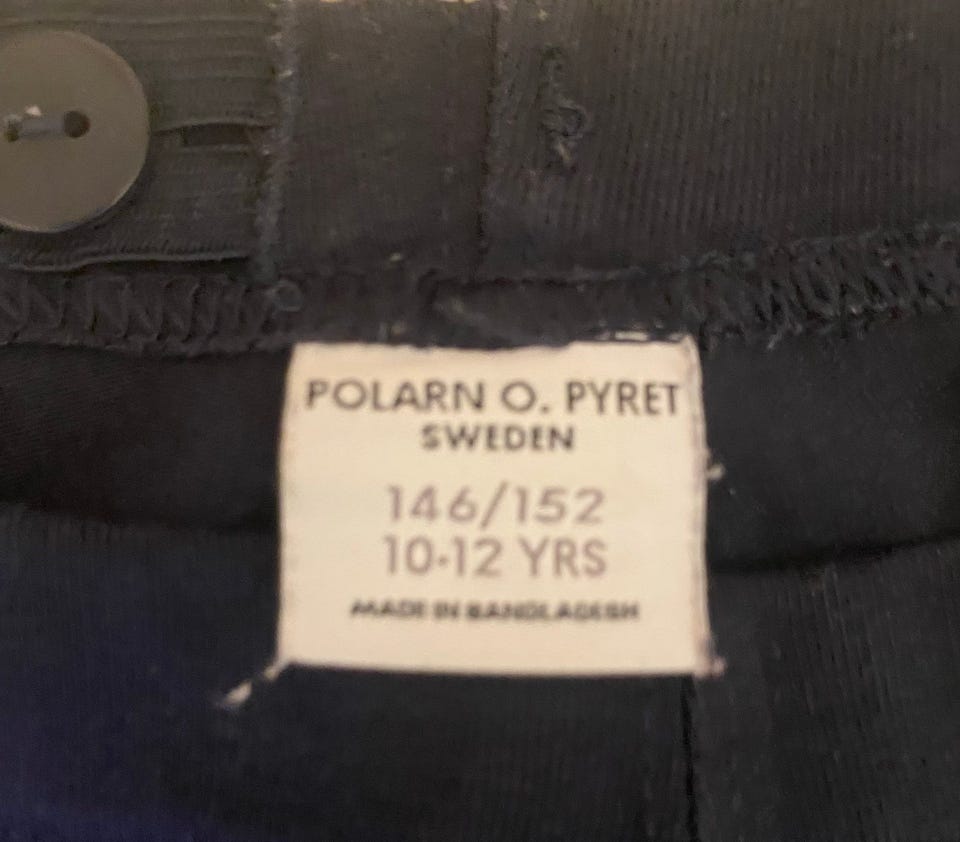 POLARN O. PYRET
SWEDEN
146/152
10-12 YRS
MADE IN BANGLADESH